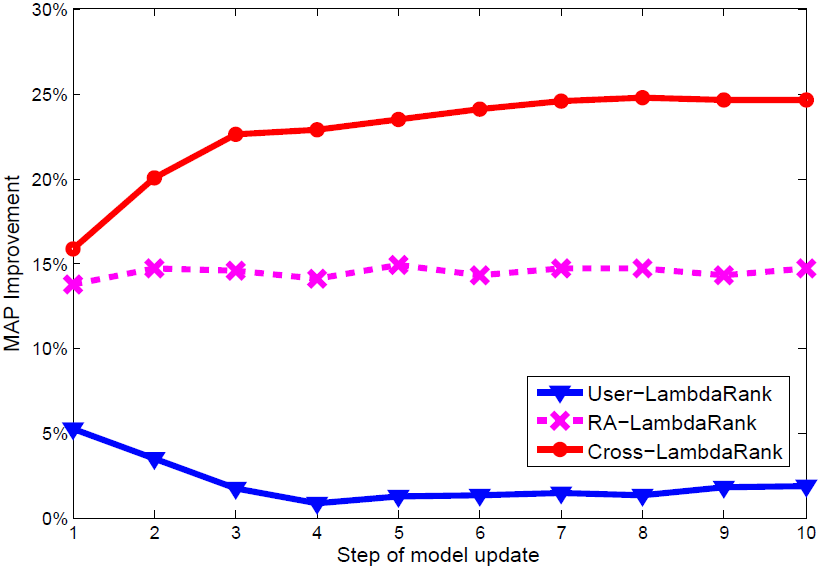 30%
25%
20%
15%
10%
5%
0%
MAP Improvement
1 2 3 4 5 6 7 8 9 10
Step of model update
User−LambdaRank
RA−LambdaRank
Cross−LambdaRank